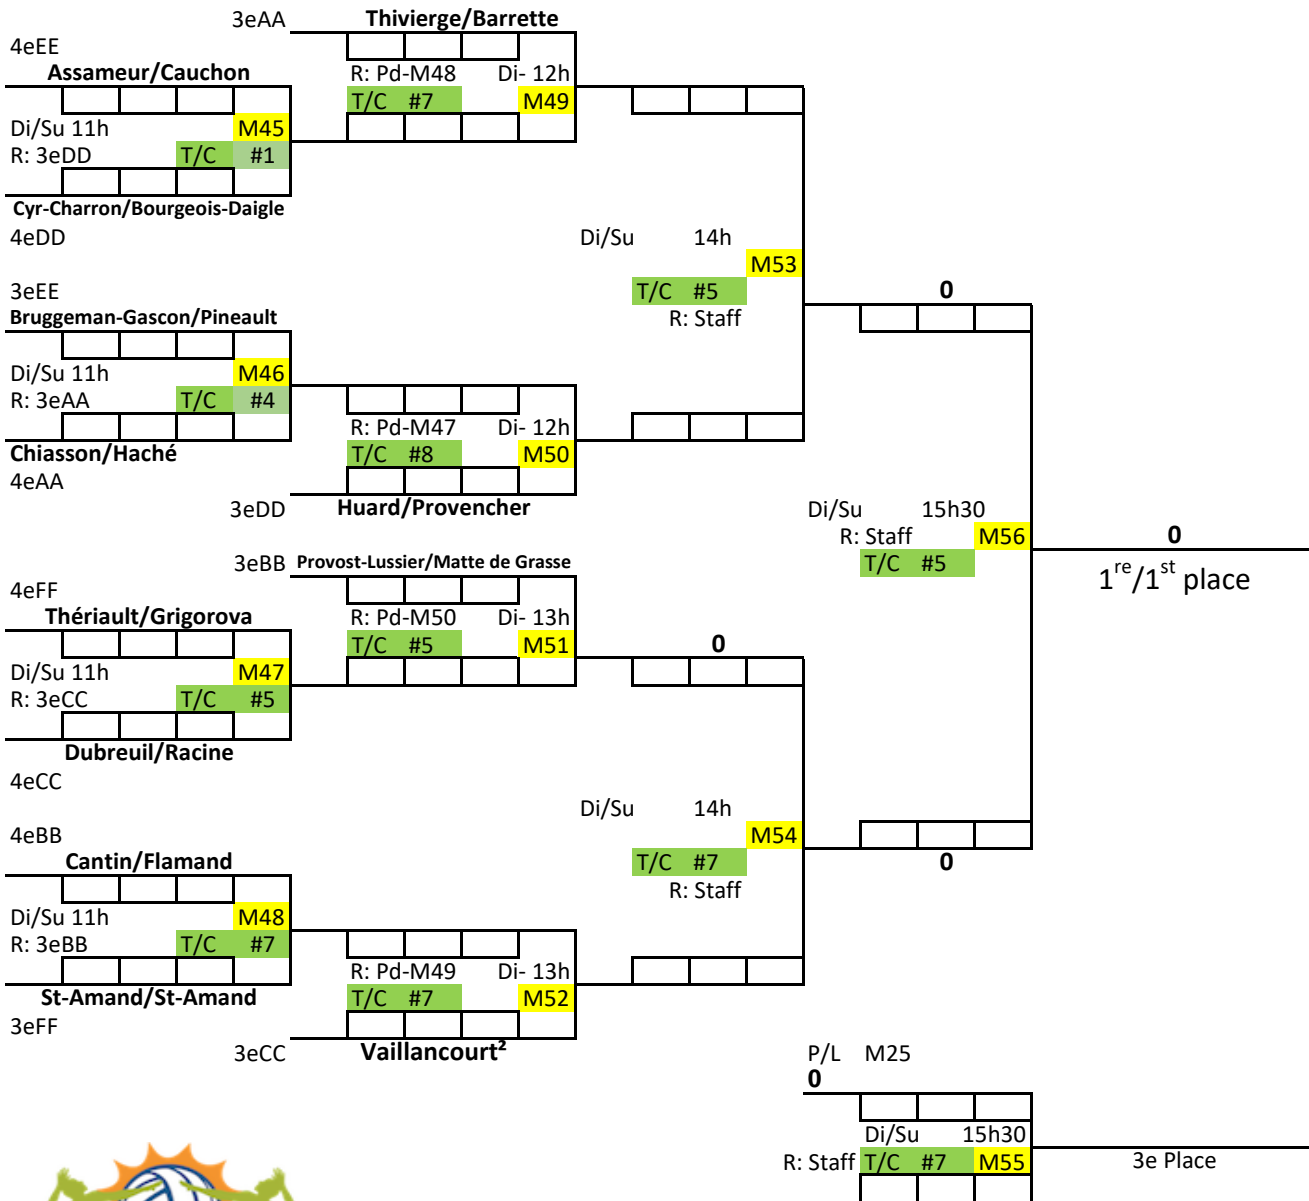 3eAA Thivierge/Barrette
4eEE
Assameur/Cauchon
R: Pd-M48 Di- 12h
T/C #7 M49
Di/Su 11h M45
R: 3eDD T/C #1
Cyr-Charron/Bourgeois-Daigle
4eDD
Di/Su 14h
M53
3eEE
T/C #5
0
Bruggeman-Gascon/Pineault
R: Staff
Di/Su 11h M46
R: 3eAA T/C #4
R: Pd-M47 Di- 12h
Chiasson/Haché
T/C #8 M50
4eAA
3eDD Huard/Provencher
Di/Su 15h30
R: Staff M56
0
3eBB Provost-Lussier/Matte de Grasse
T/C #5
1re/1st place
4eFF
Thériault/Grigorova
R: Pd-M50 Di- 13h
T/C #5 M51
0
Di/Su 11h M47
R: 3eCC T/C #5
Dubreuil/Racine
4eCC
Di/Su 14h
4eBB
M54
Cantin/Flamand
T/C #7
0
R: Staff
Di/Su 11h M48
R: 3eBB T/C #7
R: Pd-M49 Di- 13h
St-Amand/St-Amand
T/C #7 M52
3eFF
3eCC Vaillancourt²
P/L M25
0
Di/Su 15h30
R: Staff T/C #7 M55
3e Place